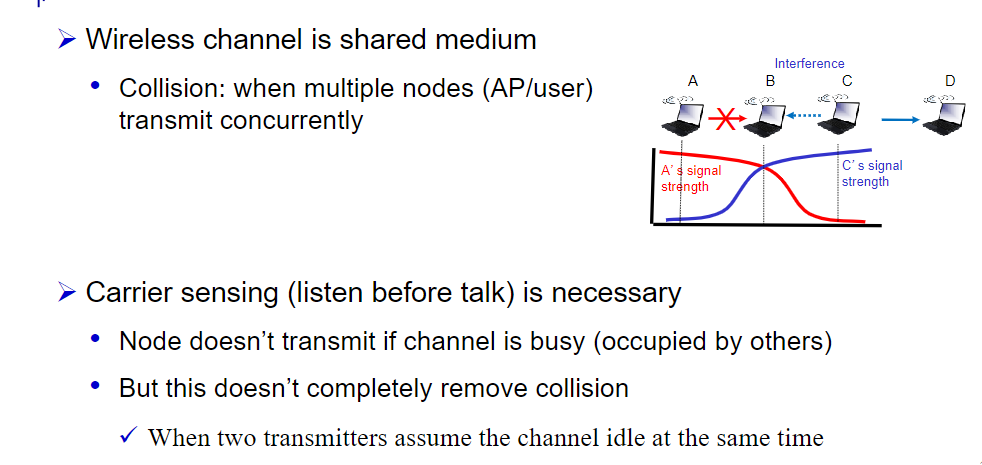 ➢ Wireless channel is shared medium
• Collision: when multiple nodes (AP/user)
transmit concurrently
Interference
A B C D
A’s signal
strength
C’s signal
strength
➢ Carrier sensing (listen before talk) is necessary
• Node doesn’t transmit if channel is busy (occupied by others)
• But this doesn’t completely remove collision
✓ When two transmitters assume the channel idle at the same time